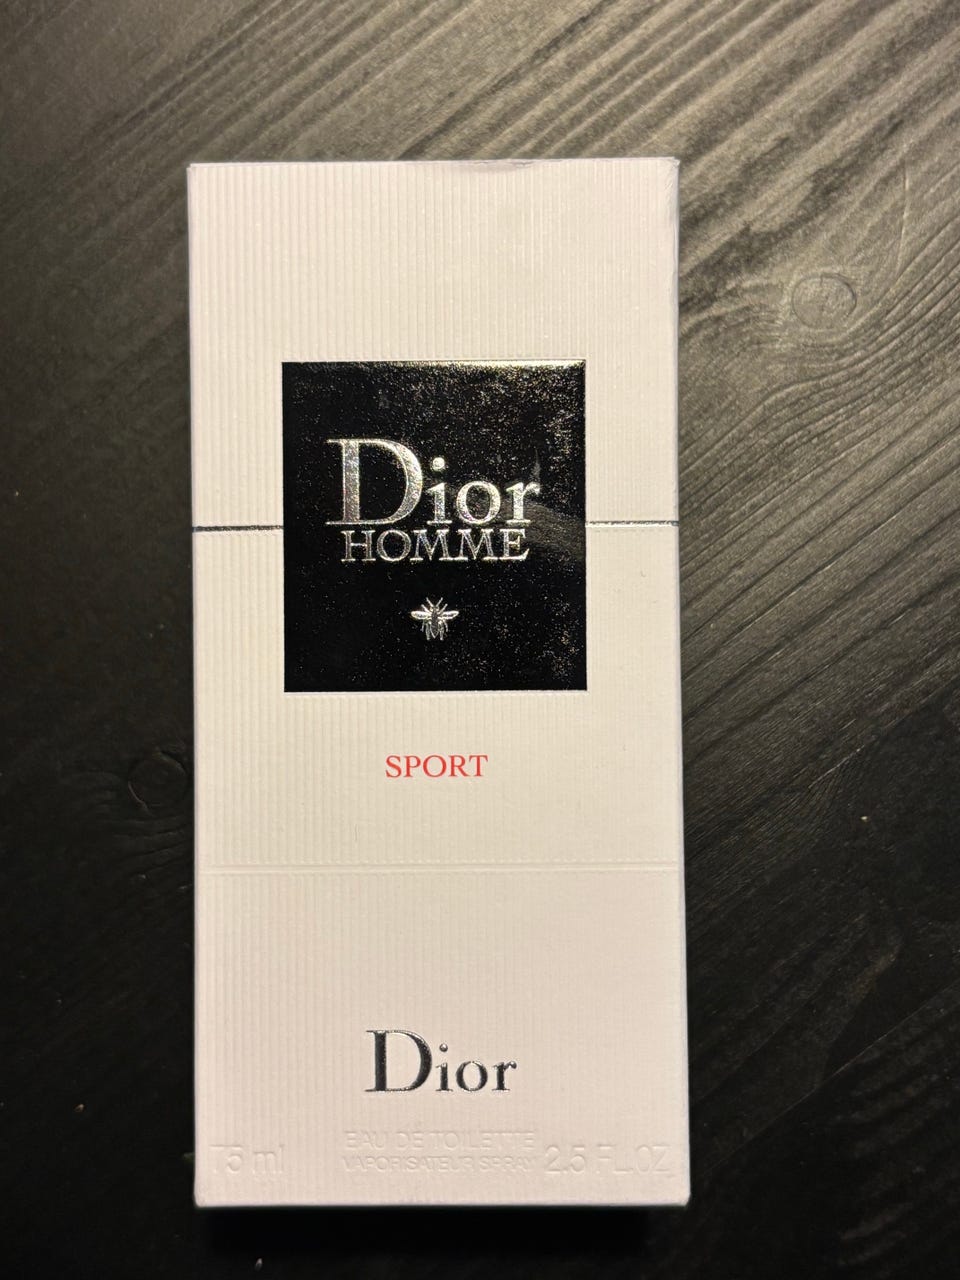 Dior
HOMME
SPORT
Dior
75 ml EAU DE TOILETTE
VAPORISATEUR SPRAY 2.5 FL.OZ